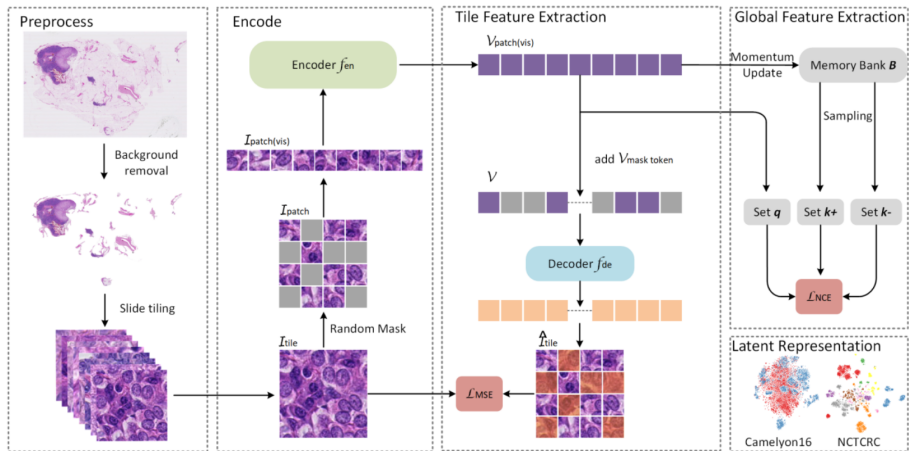 Preprocess
Background
removal
Slide tiling
Encode
Encoder fen
Ipatch(vis)
Ipatch
Random Mask
Itile
Tile Feature Extraction
Vpatch(vis)
add Vmask token
V
Decoder fde
Îtile
LMSE
Global Feature Extraction
Momentum
Update
Memory Bank B
Sampling
Set q
Set k+
Set k-
LNCE
Latent Representation
Camelyon16
NCTCRC